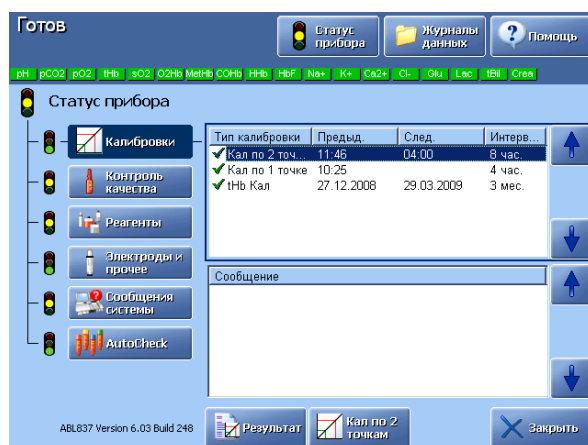 Готов
Статус прибора
Журналы данных
Помощь
pH pCO2 pO2 tHb sO2 O2Hb MetHb COHb HHb HbF Na+ K+ Ca2+ Cl- Glu Lac tBil Crea
Статус прибора
Калибровки
Контроль качества
Реагенты
Электроды и прочее
Сообщения системы
AutoCheck
Тип калибровки Предыд. След. Интерв...
Кал по 2 точ... 11:46 04:00 8 час.
Кал по 1 точке 10:25 4 час.
tHb Кал 27.12.2008 29.03.2009 3 мес.
Сообщение
ABL837 Version 6.03 Build 248
Результат
Кал по 2 точкам
Закрыть